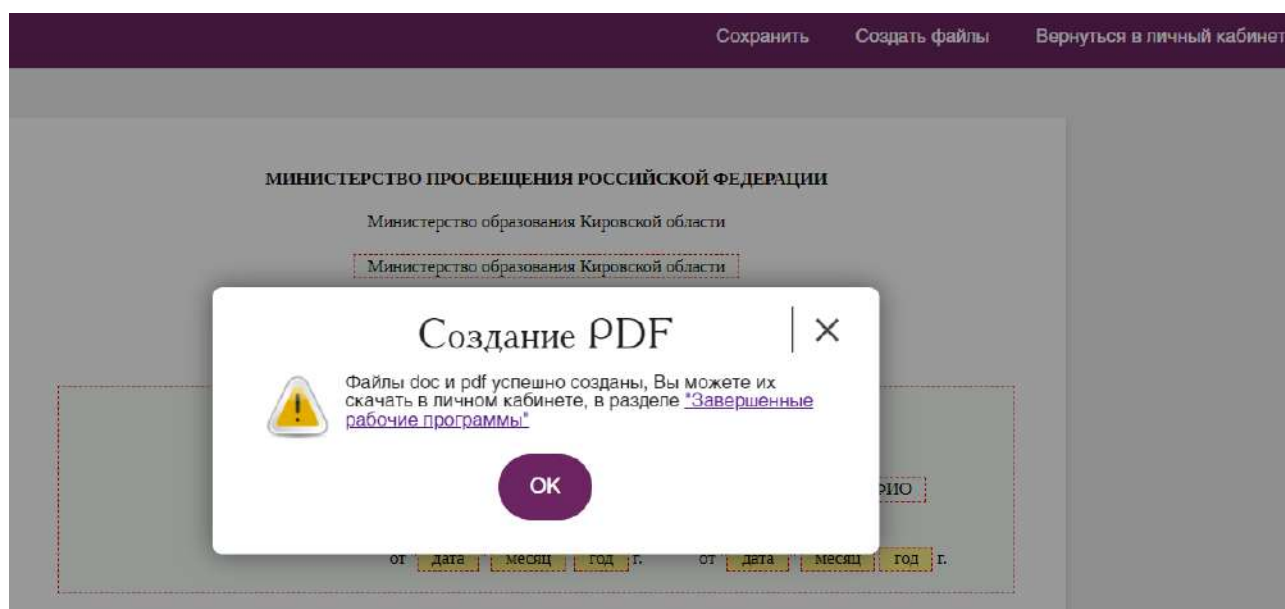 Сохранить Создать файлы Вернуться в личный кабинет
МИНИСТЕРСТВО ПРОСВЕЩЕНИЯ РОССИЙСКОЙ ФЕДЕРАЦИИ
Министерство образования Кировской области
Министерство образования Кировской области
Создание PDF
Файлы doc и pdf успешно созданы, Вы можете их
скачать в личном кабинете, в разделе "Завершенные
рабочие программы"
OK
ФИО
от " дата " месяц год г. от " дата " месяц год г.